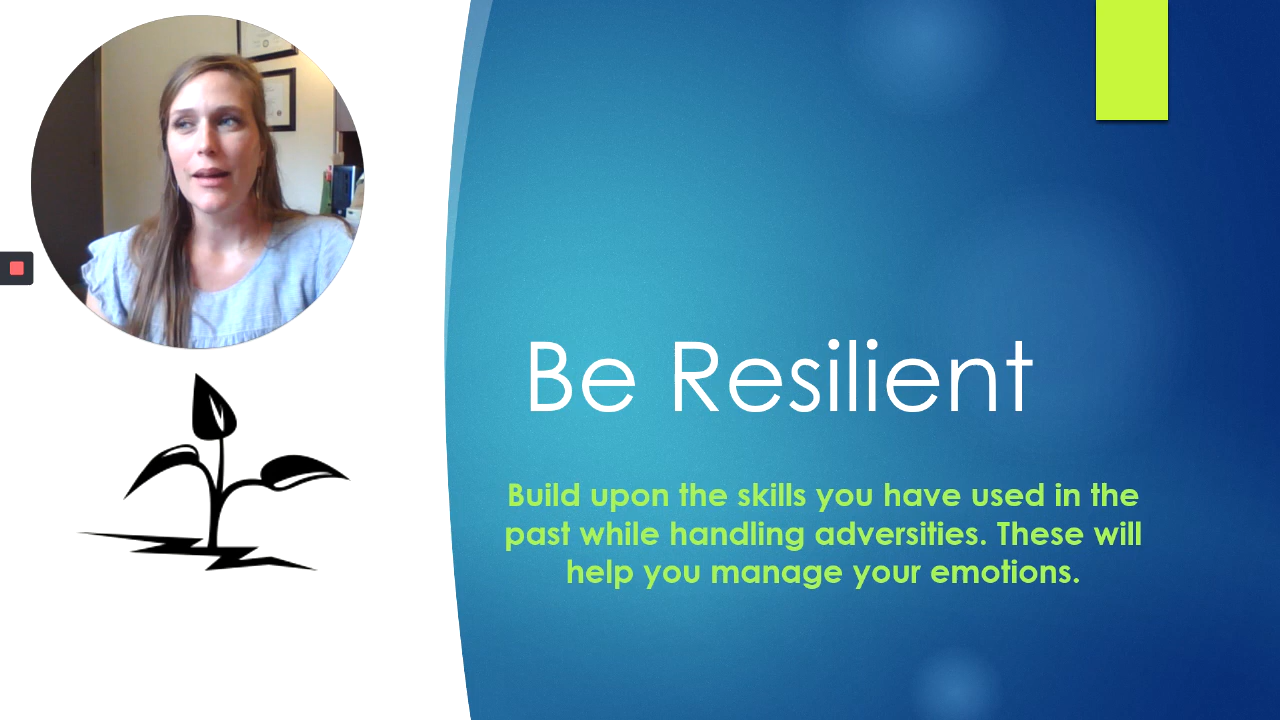 Be Resilient
Build upon the skills you have used in the
past while handling adversities. These will
help you manage your emotions.